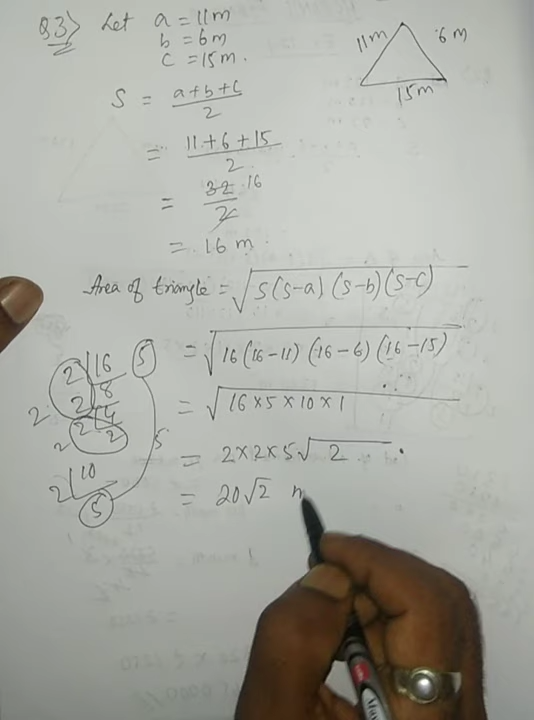 Q3) Let a = 11m
b = 6m
c = 15m.
11m 6m
15m
S = a+b+c / 2
= 11+6+15 / 2
= 32 16 / 2
= 16 m.
Area of triangle = √S(S-a)(S-b)(S-c)
= √16(16-11)(16-6)(16-15)
= √16×5×10×1
= 2×2×5√2
= 20√2 m
2 | 16 5
2 2 | 8
2 | 4
2 2
5
2 | 10
5